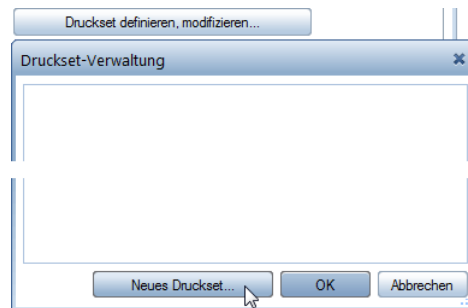 Druckset definieren, modifizieren...
Druckset-Verwaltung
Neues Druckset... OK Abbrechen